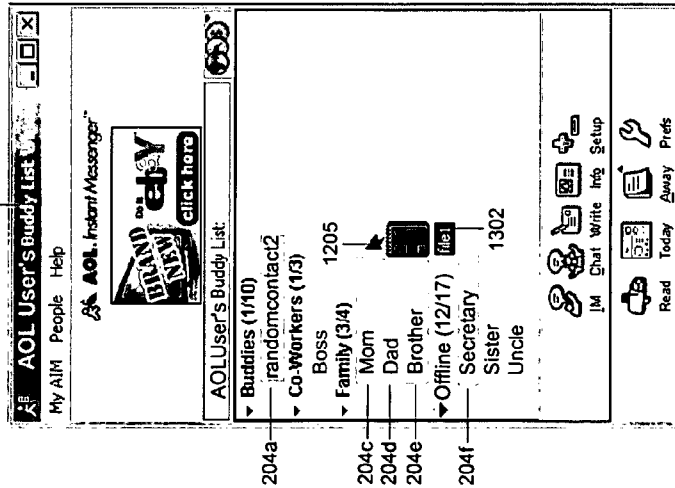 AOL User's Buddy List
My AIM People Help
AOL Instant Messenger™
BRAND NEW
Do a
click here
AOLUser's Buddy List:
Buddies (1/10)
204a randomcontact2
Co-Workers (1/3)
Boss
Family (3/4)
1205
204c Mom
204d Dad
204e Brother
file1
1302
Offline (12/17)
204f Secretary
Sister
Uncle
IM Chat Write Info Setup
Read Today Away Prefs